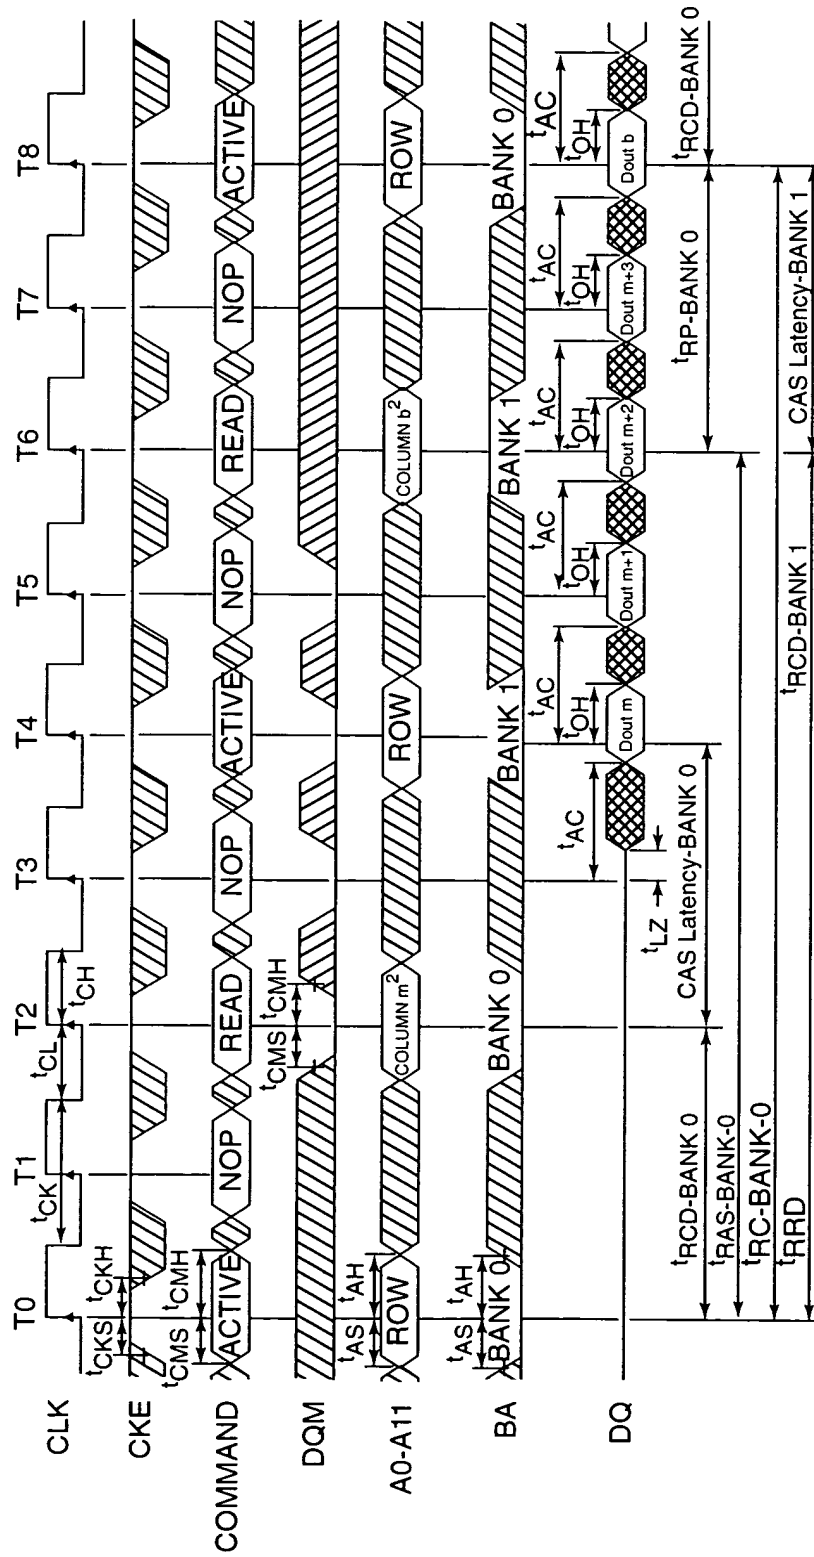 T0 T1 T2 T3 T4 T5 T6 T7 T8
CLK
tCK tCL tCH
tCKS tCKH
CKE
tCMS tCMH
COMMAND ACTIVE NOP READ NOP ACTIVE NOP READ NOP ACTIVE
tCMS tCMH
DQM
tAS tAH
A0-A11 ROW COLUMN m2 ROW COLUMN b2 ROW
tAS tAH
BA BANK 0 BANK 0 BANK 1 BANK 1 BANK 0
tAC tAC tAC tAC tAC tAC
tOH tOH tOH tOH tOH
DQ Dout m Dout m+1 Dout m+2 Dout m+3 Dout b
tLZ
tRCD-BANK 0 CAS Latency-BANK 0 tRP-BANK 0 tRCD-BANK 0
tRAS-BANK-0
tRC-BANK-0
tRRD tRCD-BANK 1 CAS Latency-BANK 1